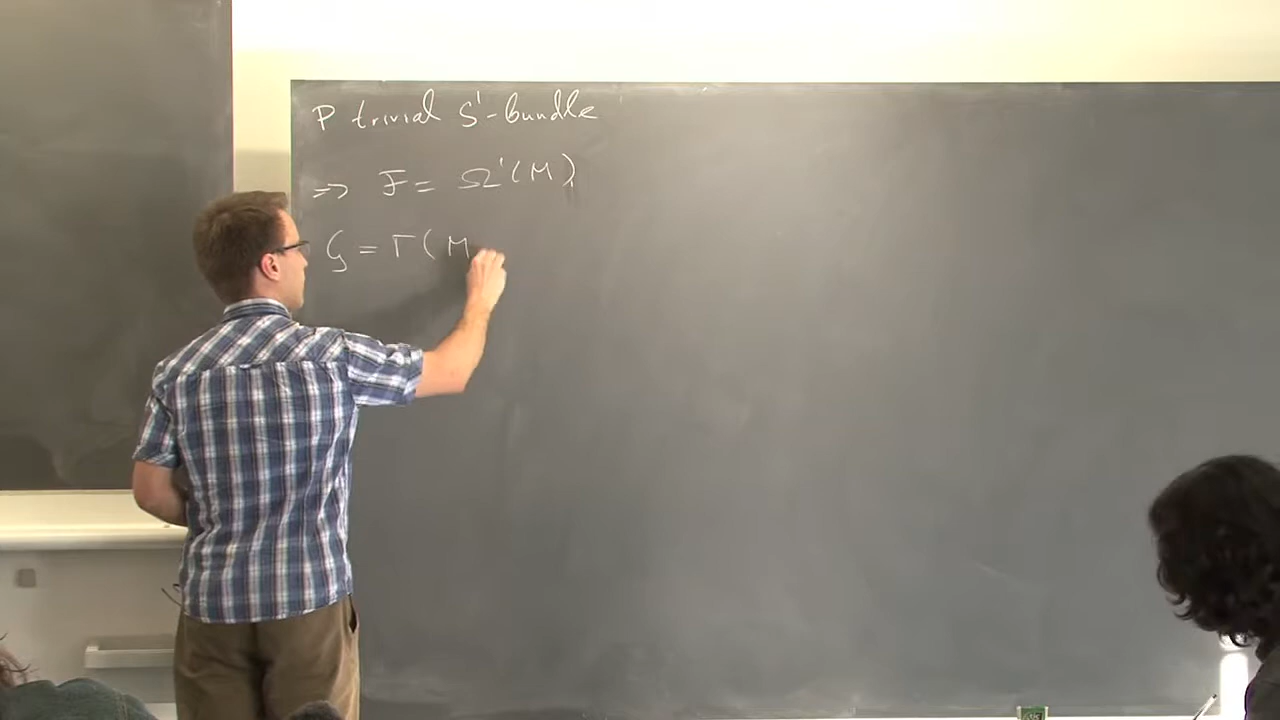 P trivial S¹-bundle
=> F = Ω¹(M),
G = Γ(M